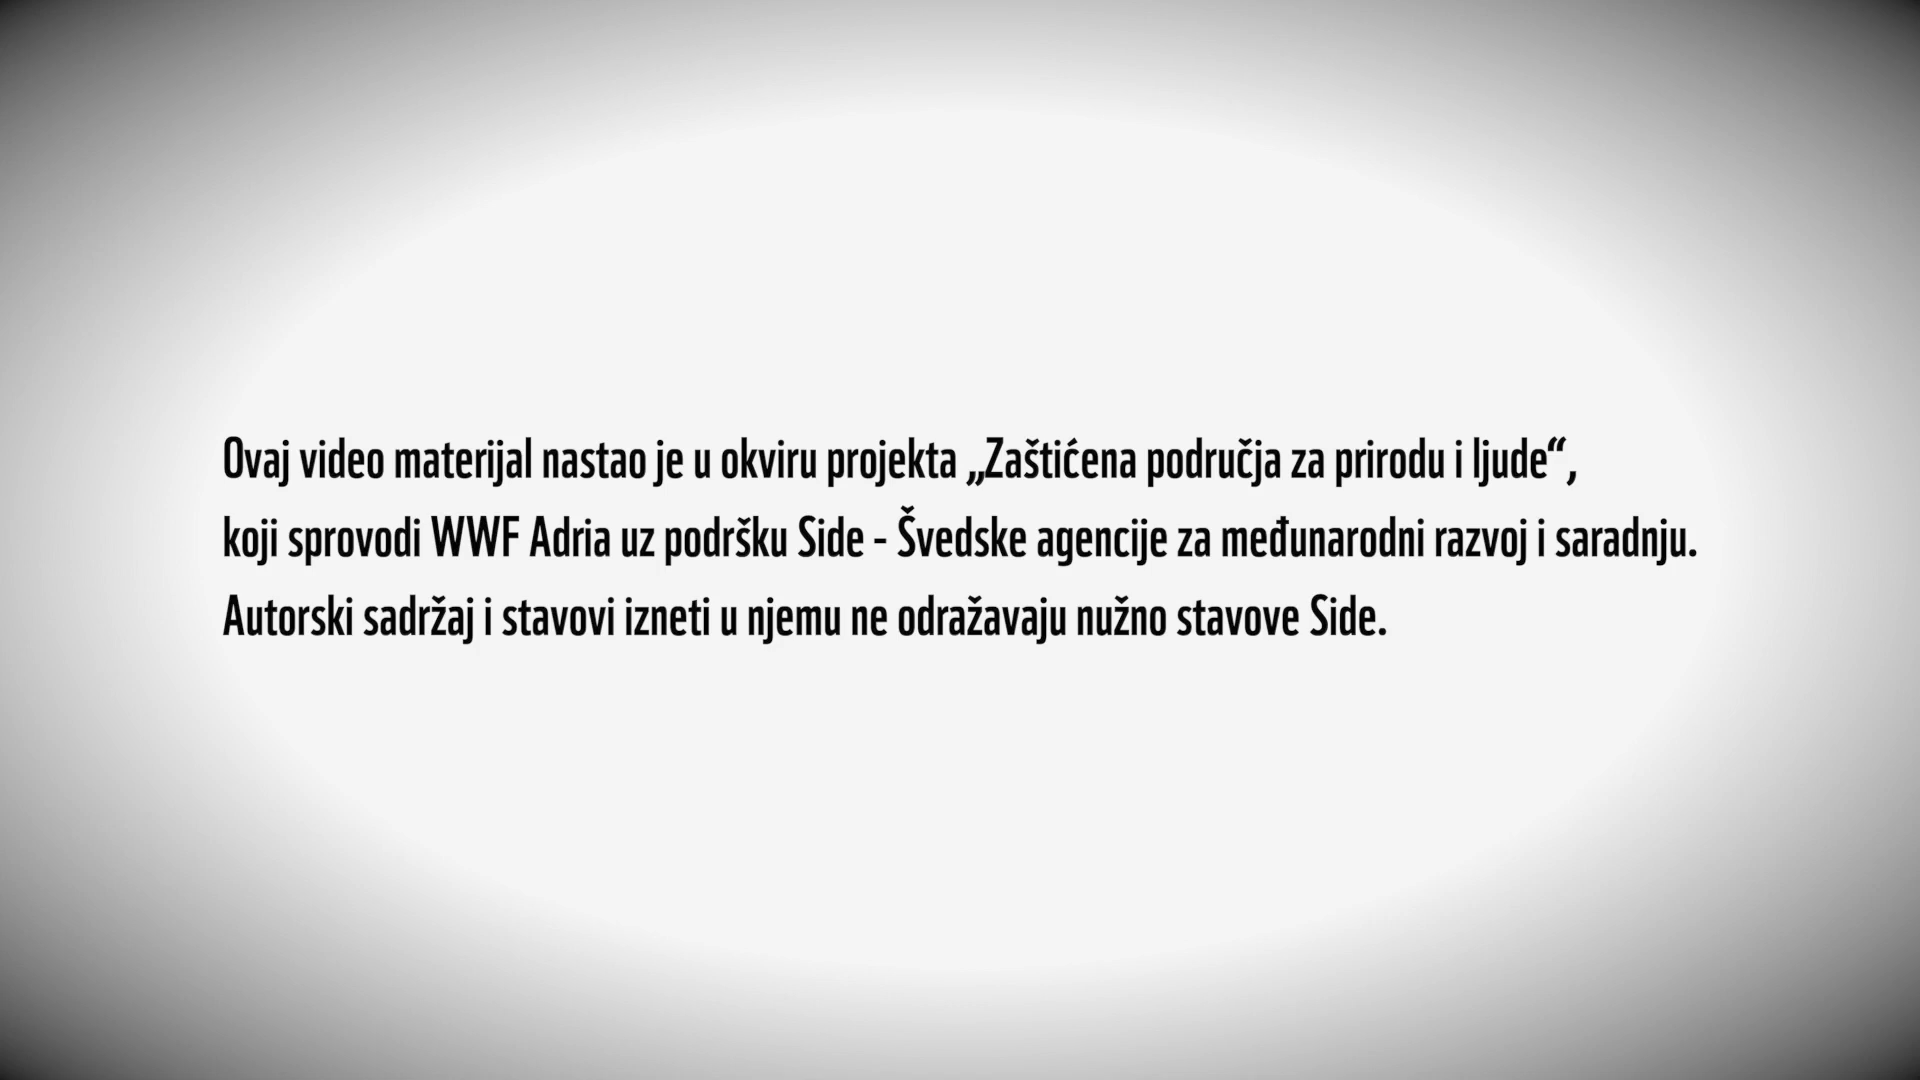 Ovaj video materijal nastao je u okviru projekta „Zaštićena područja za prirodu i ljude“,
koji sprovodi WWF Adria uz podršku Side - Švedske agencije za međunarodni razvoj i saradnju.
Autorski sadržaj i stavovi izneti u njemu ne odražavaju nužno stavove Side.